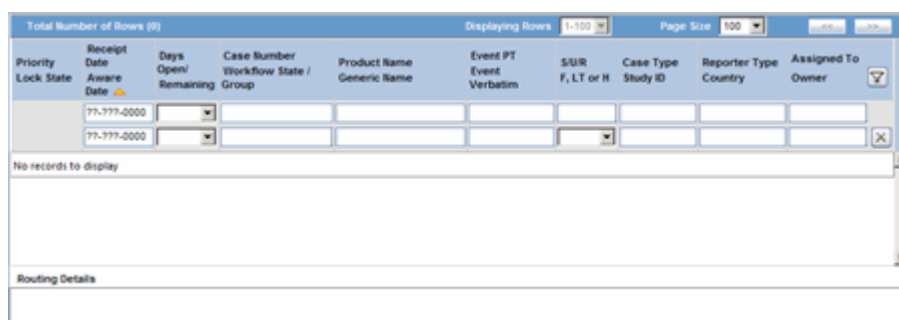 Total Number of Rows (0) Displaying Rows 1-100 Page Size 100 << >>
Priority Lock State
Receipt Date Aware Date
Days Open/ Remaining
Case Number Workflow State / Group
Product Name Generic Name
Event PT Event Verbatim
S/U/R F, LT or H
Case Type Study ID
Reporter Type Country
Assigned To Owner
??-???-0000
??-???-0000
No records to display
Routing Details